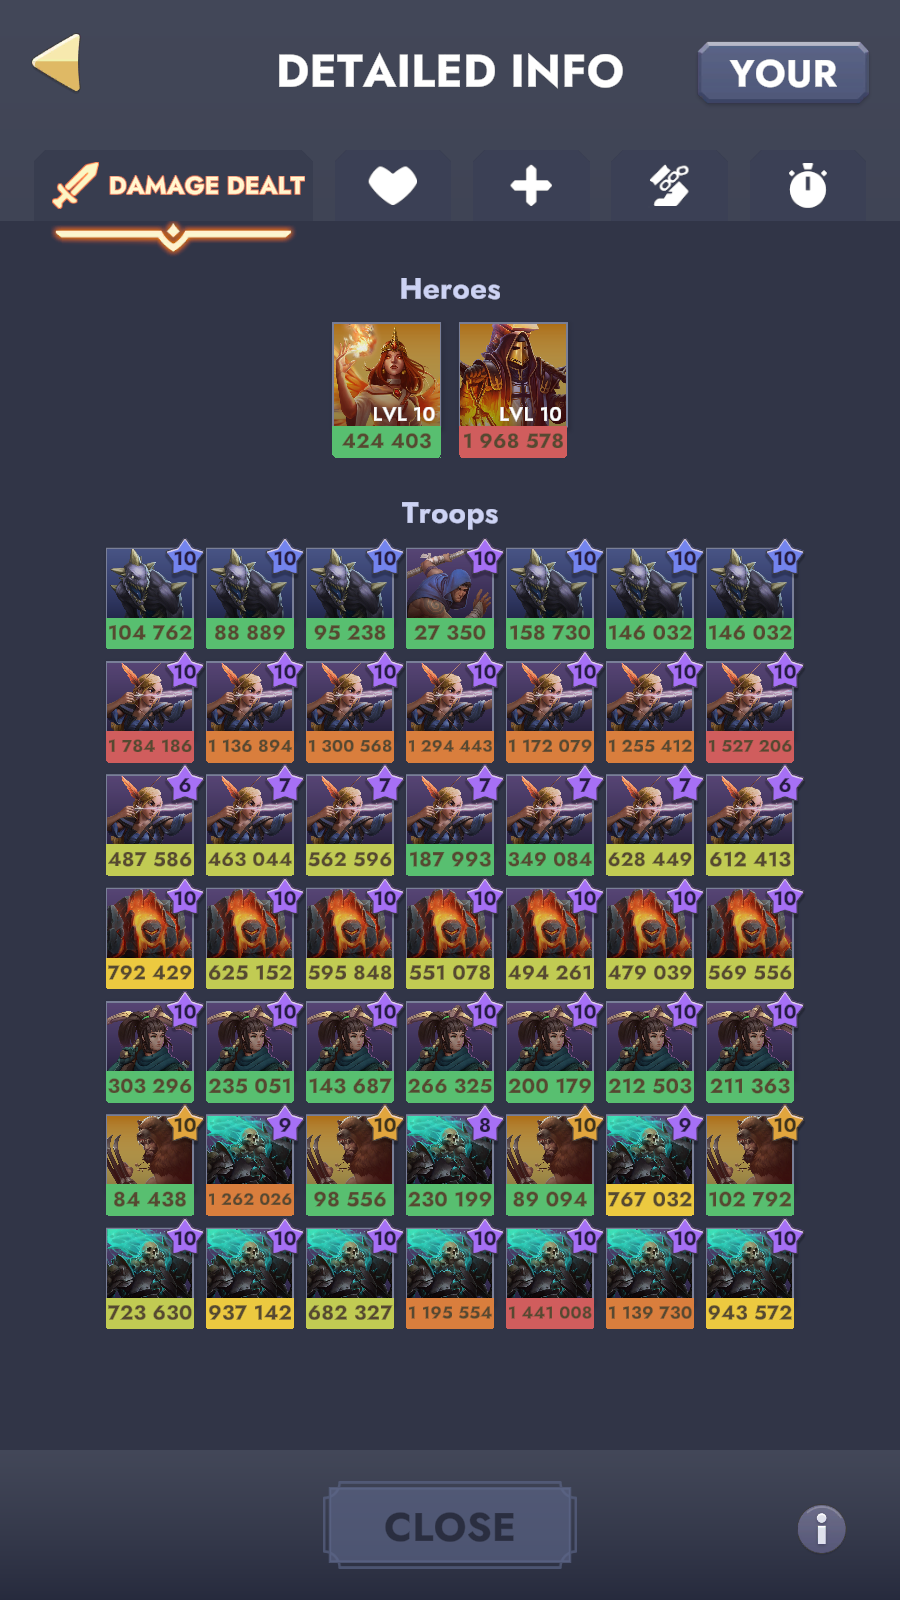 DETAILED INFO
YOUR
DAMAGE DEALT
Heroes
LVL 10 LVL 10
424 403 1 968 578
Troops
10 10 10 10 10 10 10
104 762 88 889 95 238 27 350 158 730 146 032 146 032
10 10 10 10 10 10 10
1 784 186 1 136 894 1 300 568 1 294 443 1 172 079 1 255 412 1 527 206
6 7 7 7 7 7 6
487 586 463 044 562 596 187 993 349 084 628 449 612 413
10 10 10 10 10 10 10
792 429 625 152 595 848 551 078 494 261 479 039 569 556
10 10 10 10 10 10 10
303 296 235 051 143 687 266 325 200 179 212 503 211 363
10 9 10 8 10 9 10
84 438 1 262 026 98 556 230 199 89 094 767 032 102 792
10 10 10 10 10 10 10
723 630 937 142 682 327 1 195 554 1 441 008 1 139 730 943 572
CLOSE